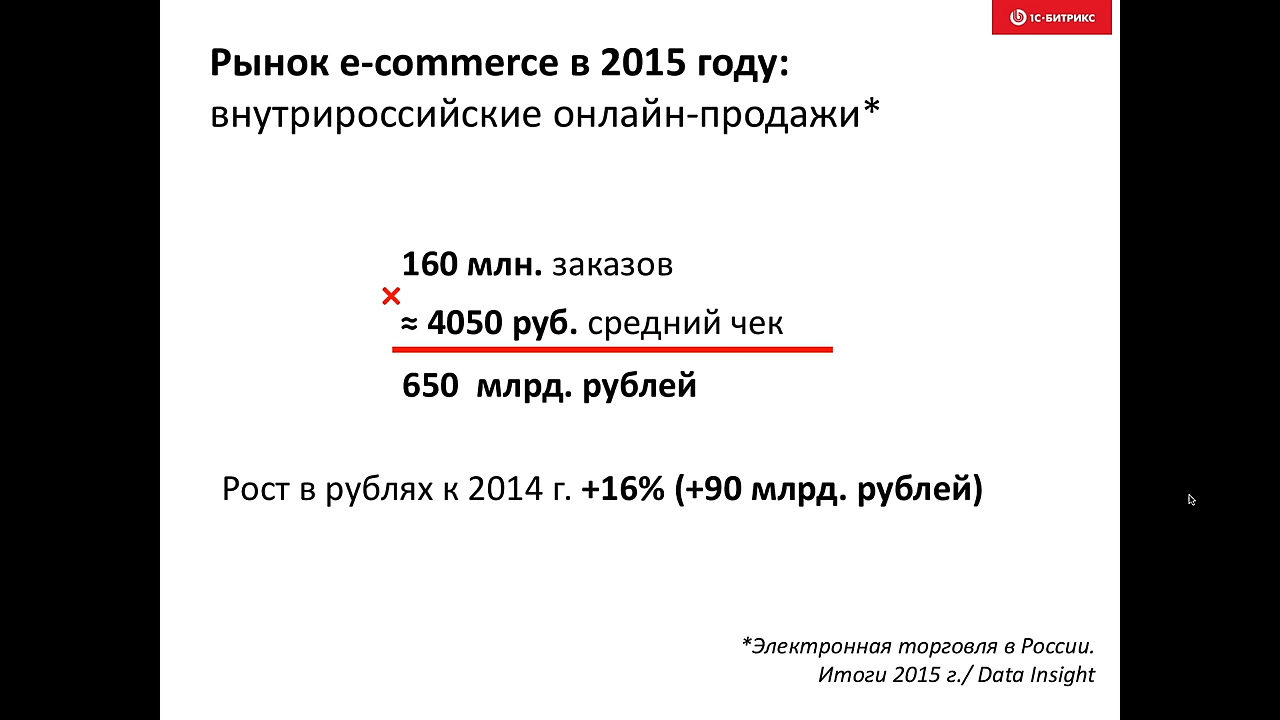 1С-БИТРИКС
Рынок e-commerce в 2015 году:
внутрироссийские онлайн-продажи*
160 млн. заказов
×
≈ 4050 руб. средний чек
650 млрд. рублей
Рост в рублях к 2014 г. +16% (+90 млрд. рублей)
*Электронная торговля в России.
Итоги 2015 г./ Data Insight